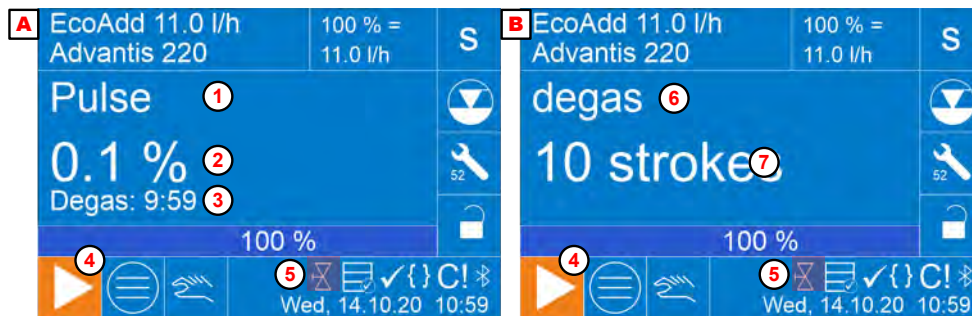 A
EcoAdd 11.0 l/h
Advantis 220
100 % =
11.0 l/h
S
Pulse 1
0.1 % 2
Degas: 9:59 3
52
100 %
4
5
{ } C!
Wed, 14.10.20 10:59
B
EcoAdd 11.0 l/h
Advantis 220
100 % =
11.0 l/h
S
degas 6
10 strokes 7
52
100 %
4
5
{ } C!
Wed, 14.10.20 10:59